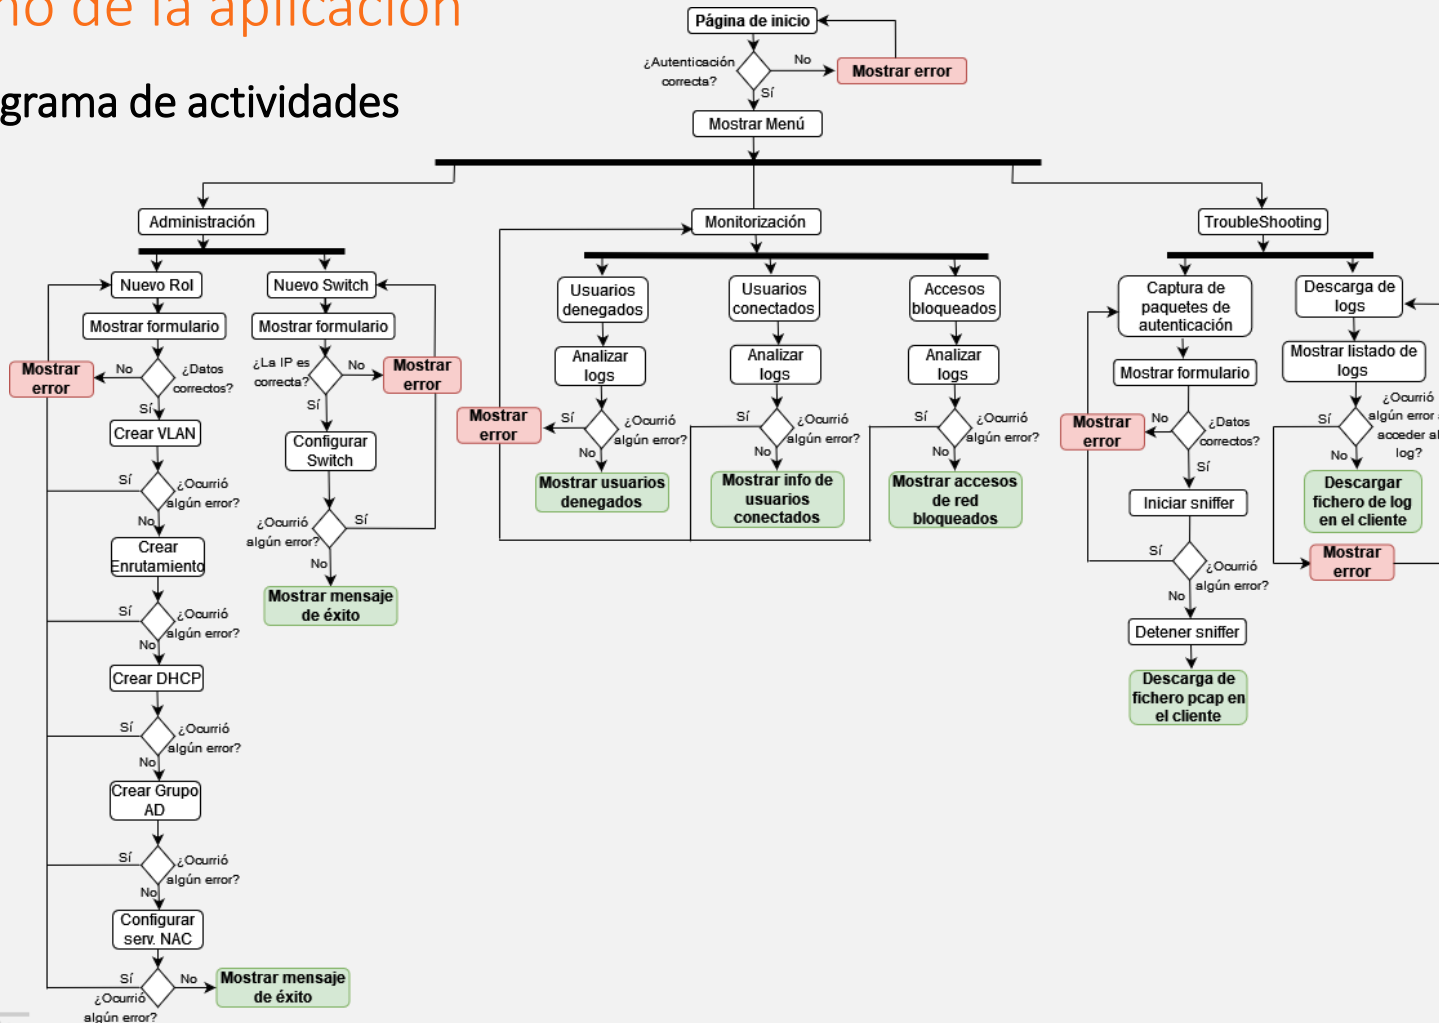 no de la aplicación
grama de actividades
Página de inicio
¿Autenticación
correcta?
No
Mostrar error
Sí
Mostrar Menú
Administración
Nuevo Rol
Mostrar formulario
¿Datos
correctos?
No
Mostrar
error
Sí
Crear VLAN
Sí
¿Ocurrió
algún error?
No
Crear
Enrutamiento
Sí
¿Ocurrió
algún error?
No
Crear DHCP
Sí
¿Ocurrió
algún error?
No
Crear Grupo
AD
Sí
¿Ocurrió
algún error?
No
Configurar
serv. NAC
Sí
¿Ocurrió
algún error?
No
Mostrar mensaje
de éxito
Nuevo Switch
Mostrar formulario
¿La IP es
correcta?
No
Mostrar
error
Sí
Configurar
Switch
¿Ocurrió
algún error?
Sí
No
Mostrar mensaje
de éxito
Monitorización
Usuarios
denegados
Analizar
logs
Sí
¿Ocurrió
algún error?
Mostrar
error
No
Mostrar usuarios
denegados
Usuarios
conectados
Analizar
logs
Sí
¿Ocurrió
algún error?
No
Mostrar info de
usuarios
conectados
Accesos
bloqueados
Analizar
logs
Sí
¿Ocurrió
algún error?
No
Mostrar accesos
de red
bloqueados
TroubleShooting
Captura de
paquetes de
autenticación
Mostrar formulario
No
¿Datos
correctos?
Mostrar
error
Sí
Iniciar sniffer
Sí
¿Ocurrió
algún error?
No
Detener sniffer
Descarga de
fichero pcap en
el cliente
Descarga de
logs
Mostrar listado de
logs
¿Ocurrió
algún error a
acceder al
log?
Sí
No
Descargar
fichero de log
en el cliente
Mostrar
error